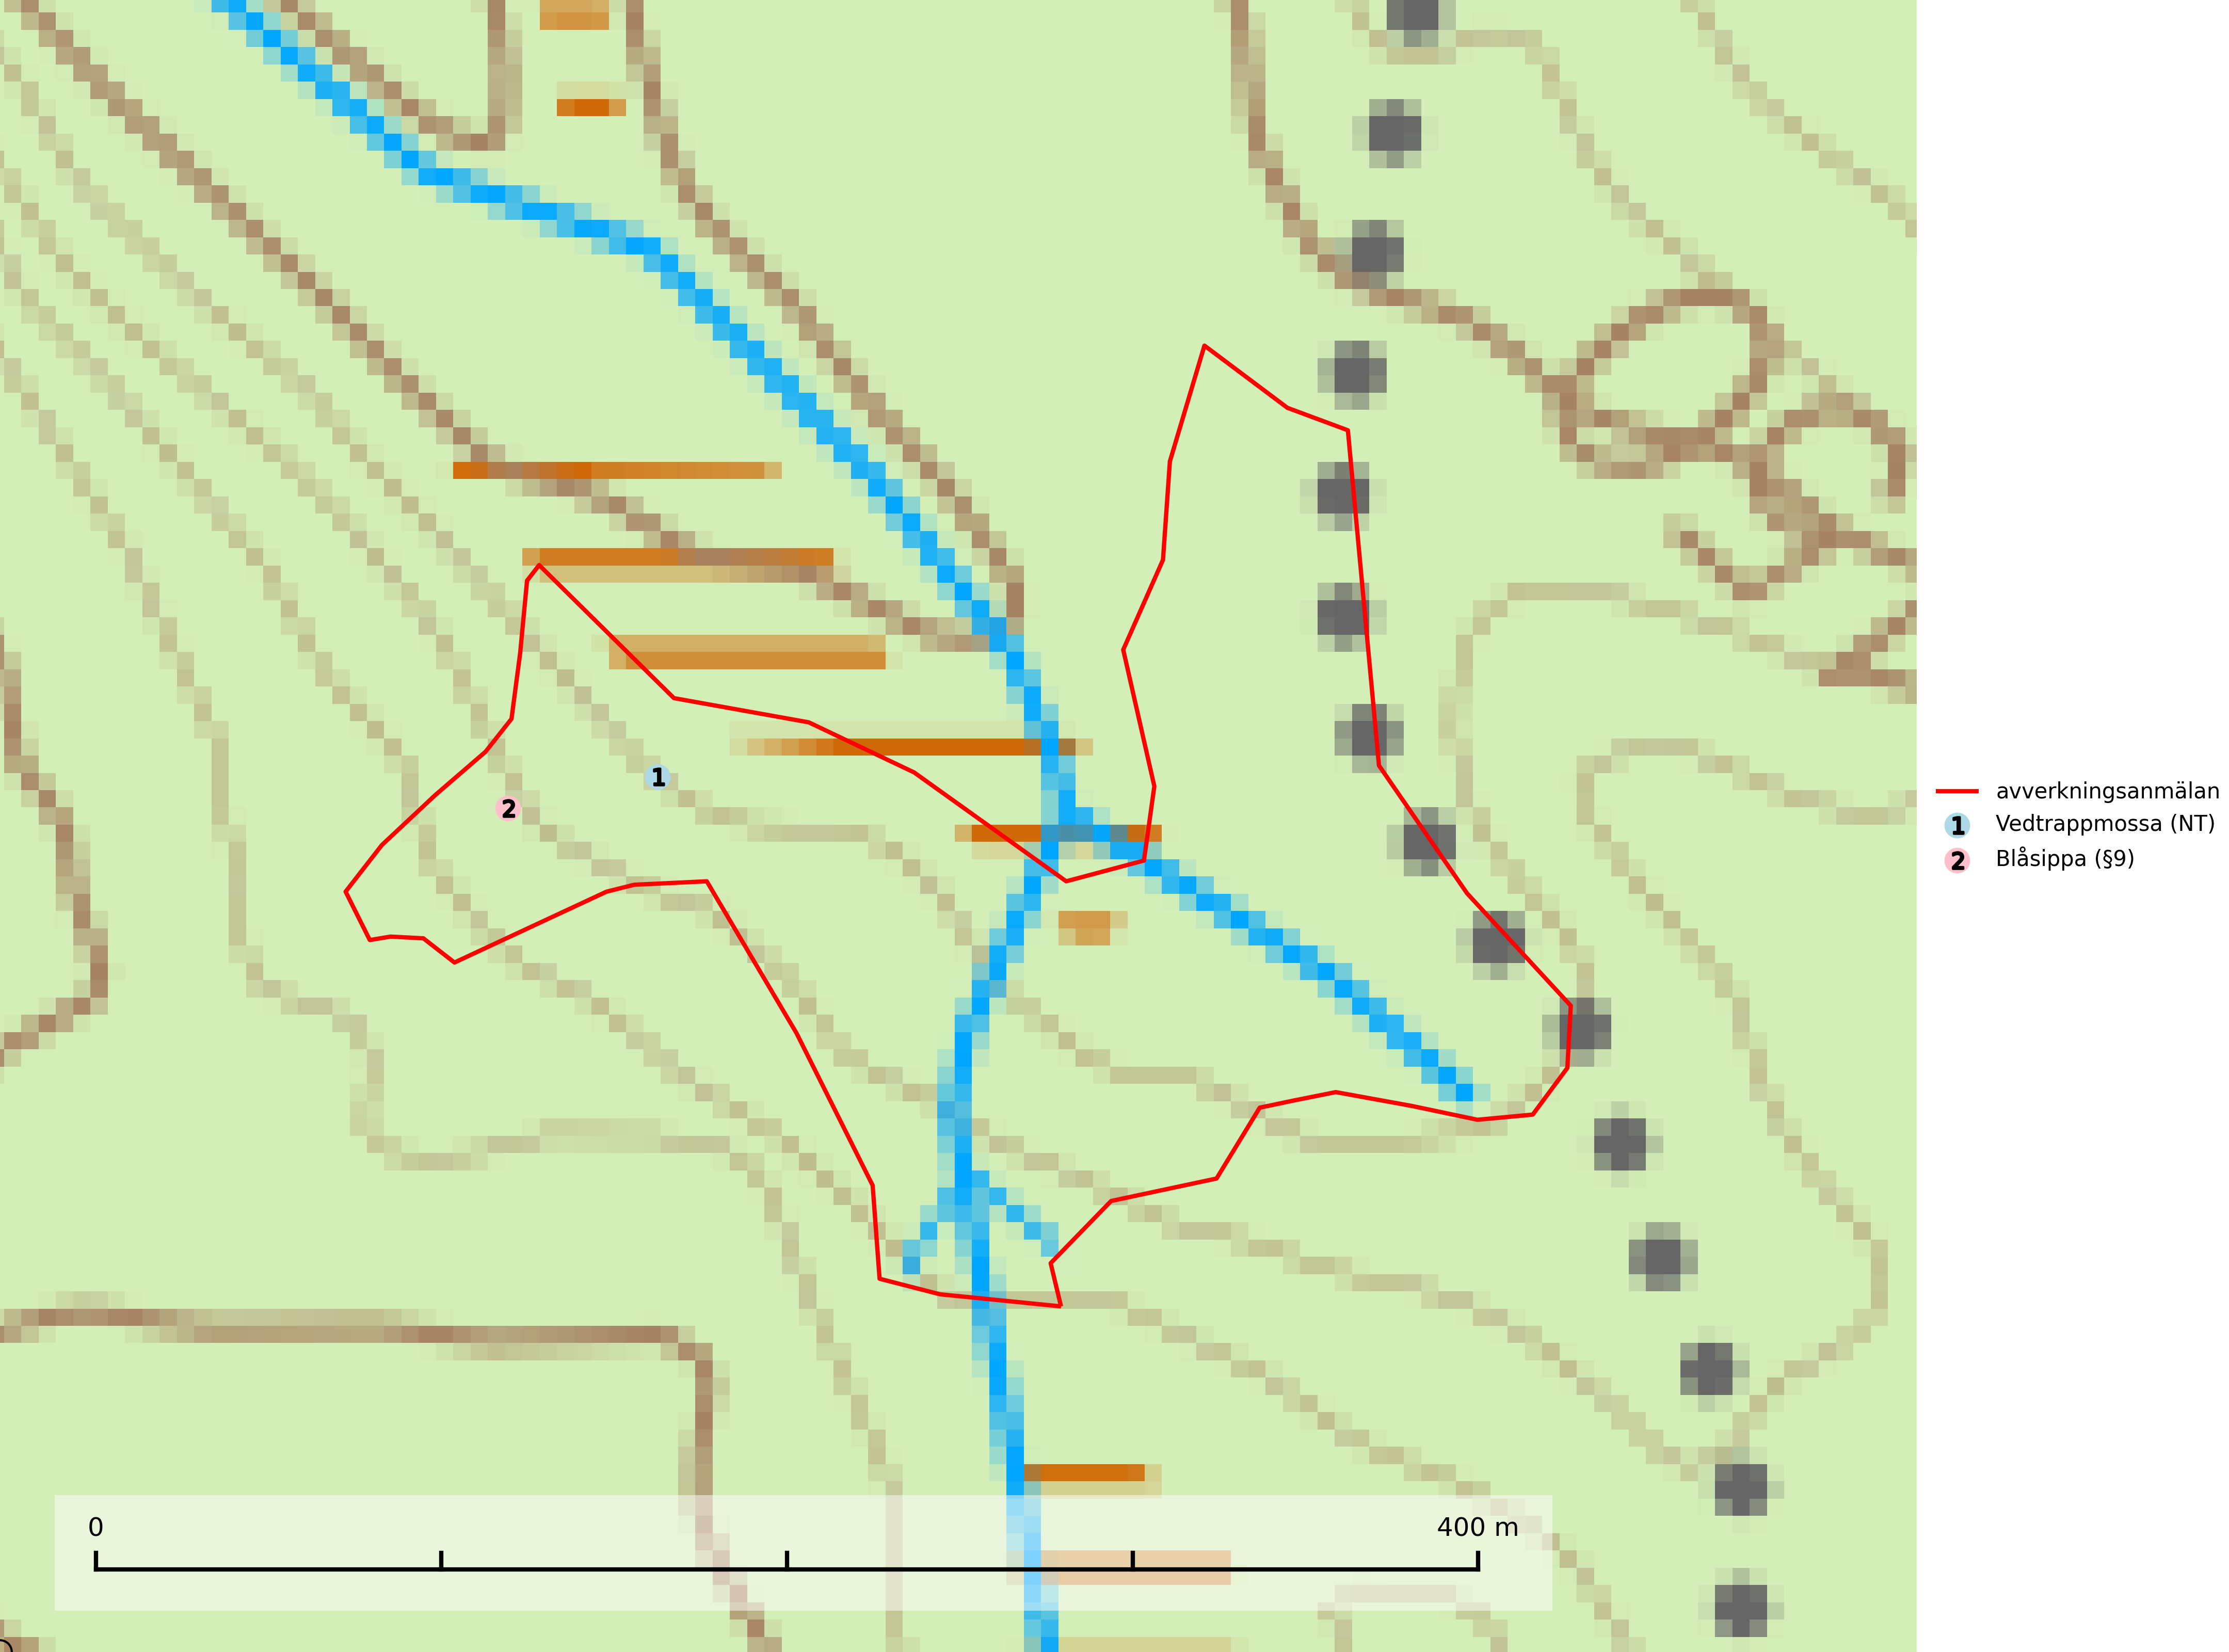 1
2
avverkningsanmälan
1 Vedtrappmossa (NT)
2 Blåsippa (§9)
0 400 m